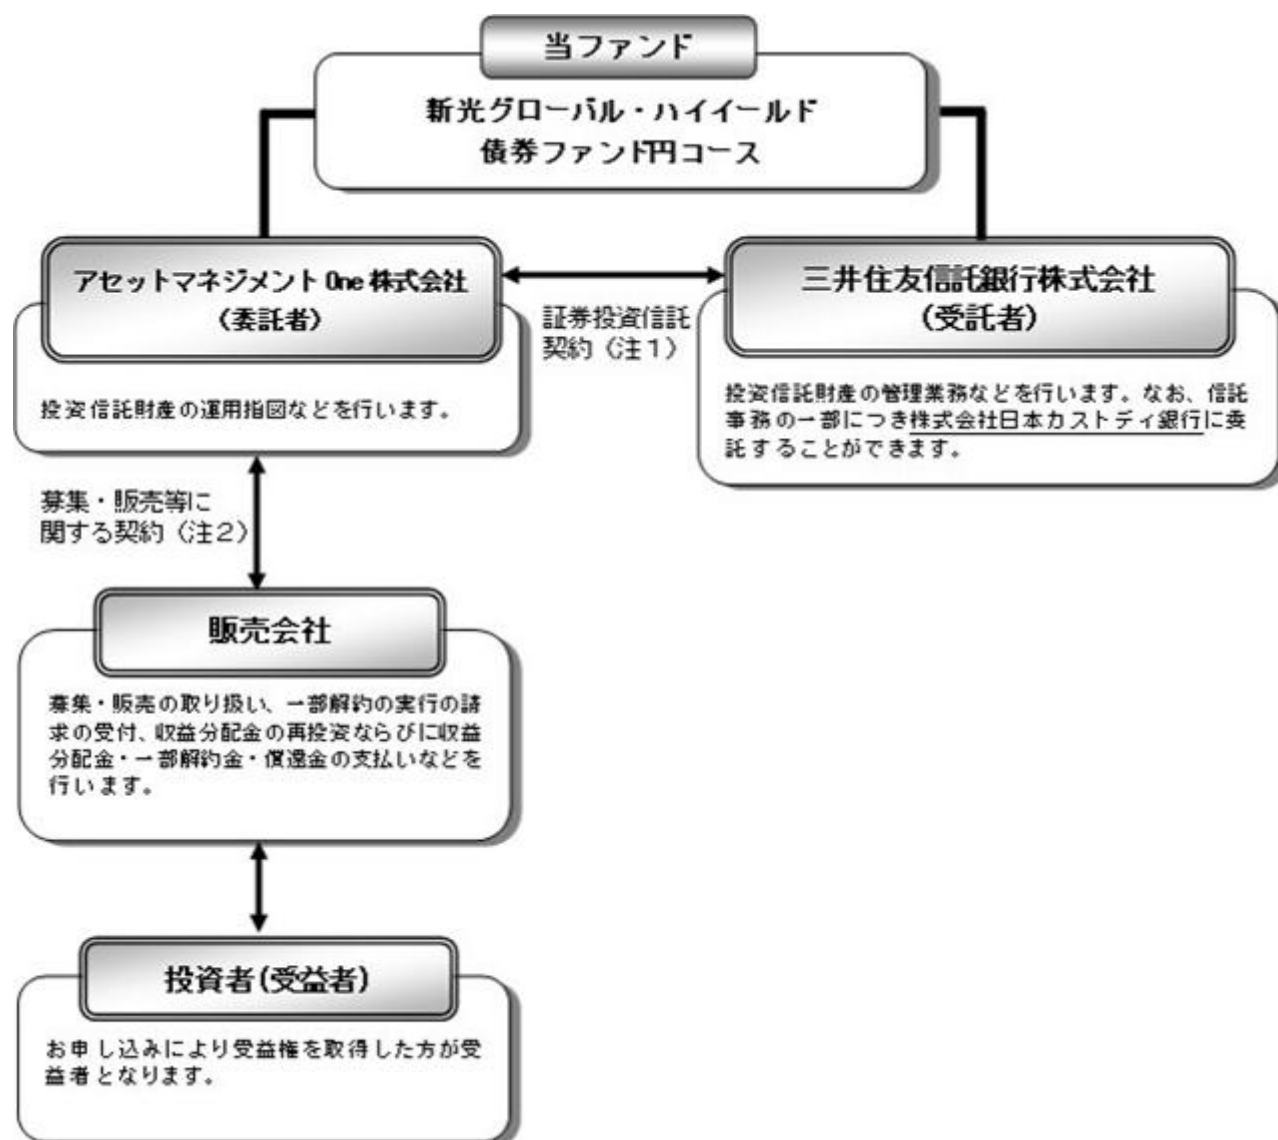 当ファンド
新光グローバル・ハイイールド
債券ファンド円コース
アセットマネジメントOne 株式会社
（委託者）
投資信託財産の運用指図などを行います。
証券投資信託
契約（注１）
三井住友信託銀行株式会社
（受託者）
投資信託財産の管理業務などを行います。なお、信託
事務の一部につき株式会社日本カストディ銀行に委
託することができます。
募集・販売等に
関する契約（注２）
販売会社
募集・販売の取り扱い、一部解約の実行の請
求の受付、収益分配金の再投資ならびに収益
分配金・一部解約金・償還金の支払いなどを
行います。
投資者(受益者)
お申し込みにより受益権を取得した方が受
益者となります。